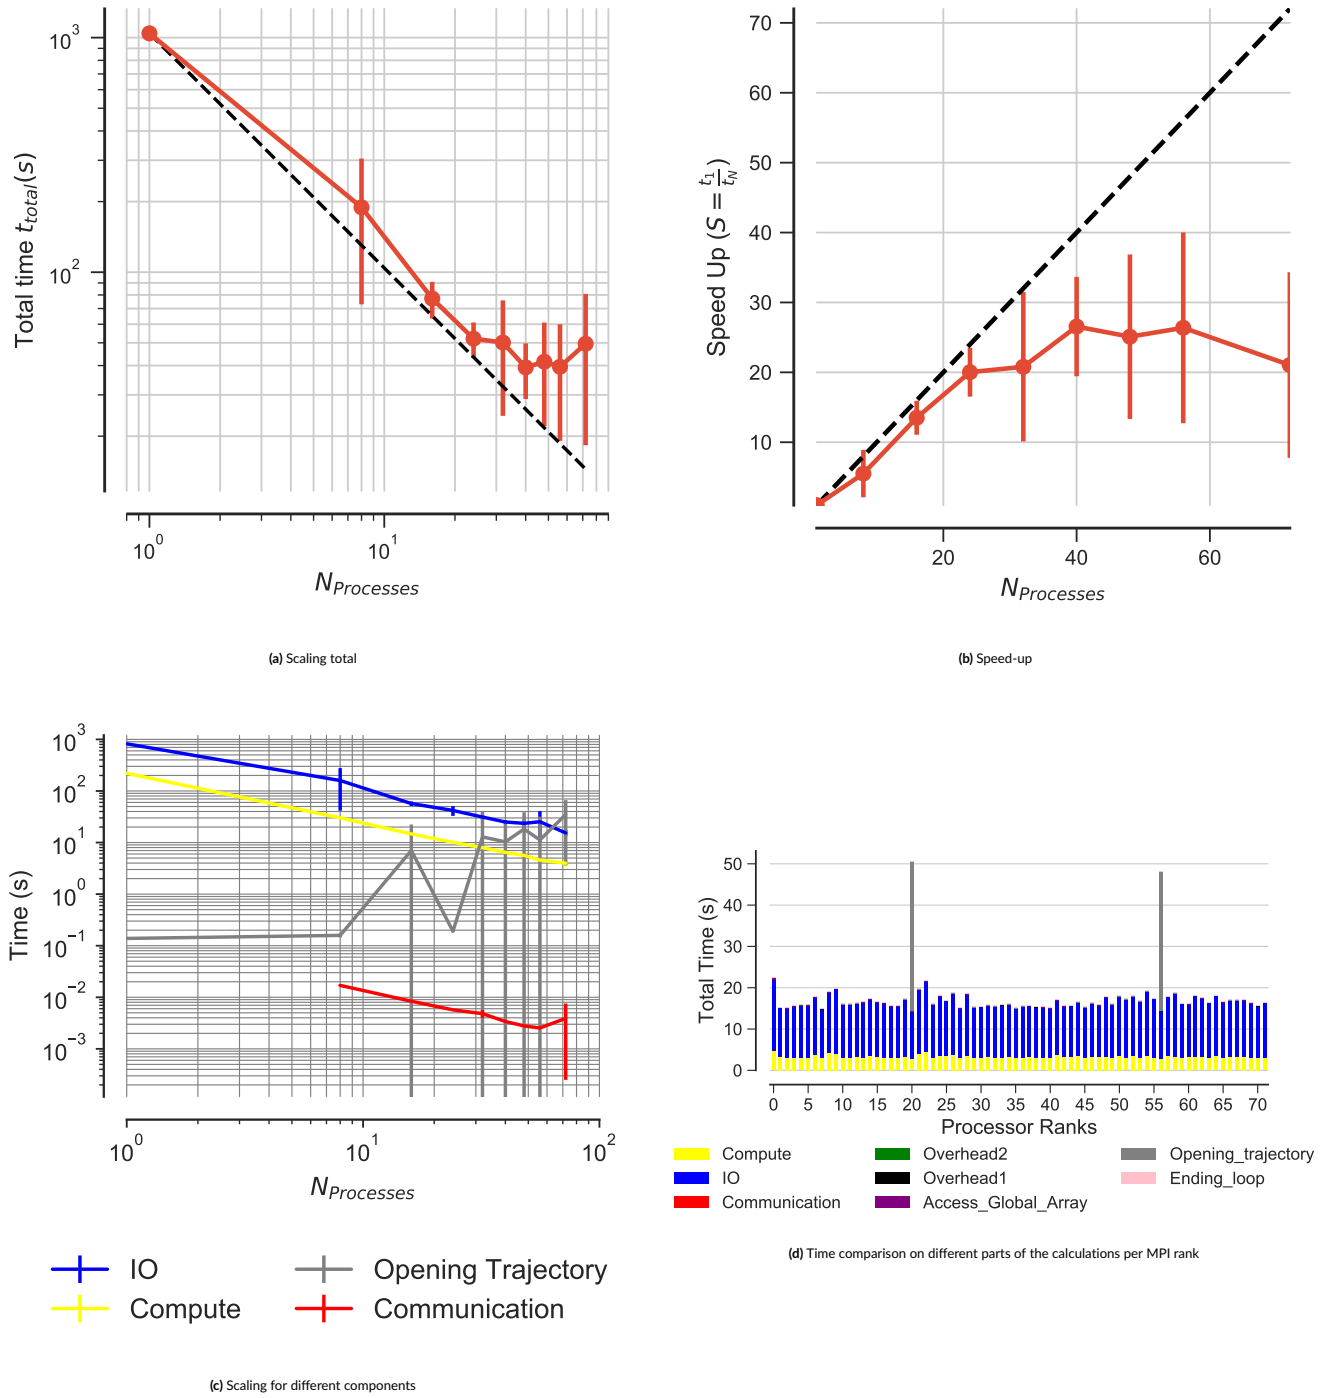 10^3
10^2
Total time t_total(s)
10^0 10^1
N_Processes
(a) Scaling total
70
60
50
40
30
20
10
Speed Up (S = t_1/t_N)
20 40 60
N_Processes
(b) Speed-up
10^3
10^2
10^1
10^0
10^−1
10^−2
10^−3
Time (s)
10^0 10^1 10^2
N_Processes
IO Opening Trajectory
Compute Communication
(c) Scaling for different components
50
40
30
20
10
0
Total Time (s)
0 5 10 15 20 25 30 35 40 45 50 55 60 65 70
Processor Ranks
Compute Overhead2 Opening_trajectory
IO Overhead1 Ending_loop
Communication Access_Global_Array
(d) Time comparison on different parts of the calculations per MPI rank